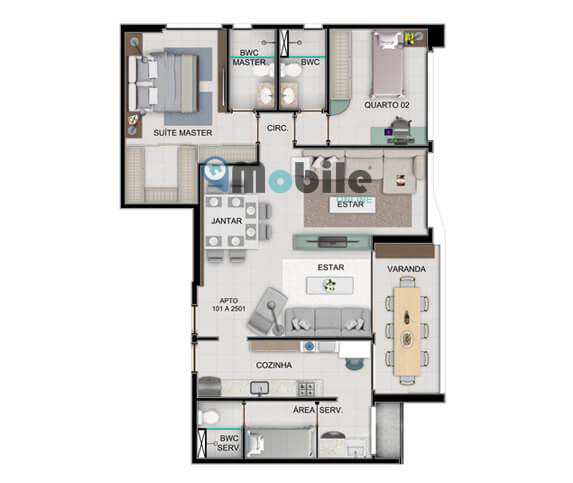 BWC
MASTER
BWC
QUARTO 02
SUÍTE MASTER
CIRC.
mobile
ONLINE
ESTAR
JANTAR
ESTAR
VARANDA
APTO
101 A 2501
COZINHA
ÁREA SERV.
BWC
SERV